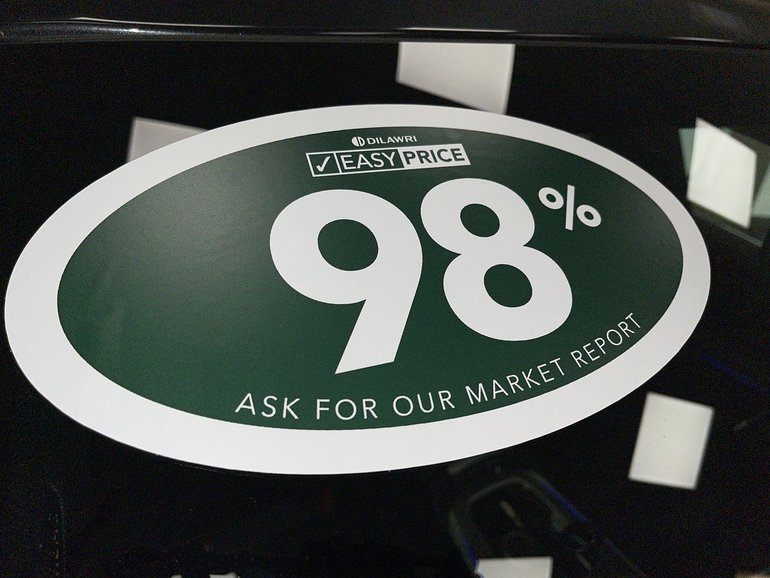 DILAWRI
✓ EASY PRICE
98%
ASK FOR OUR MARKET REPORT